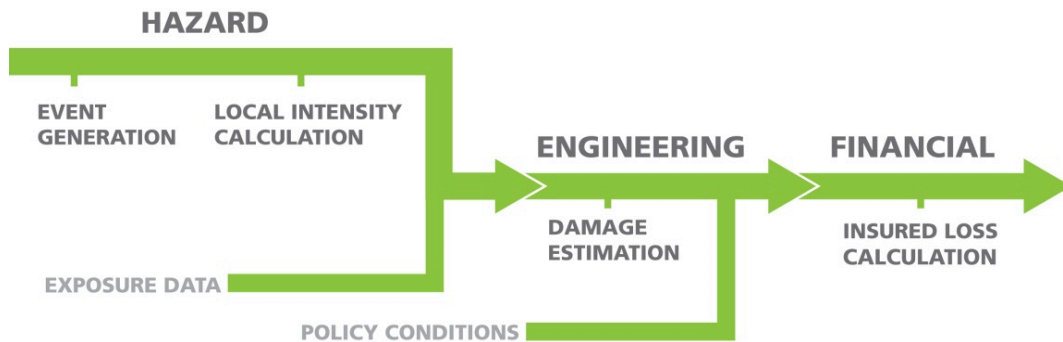 HAZARD
EVENT
GENERATION
LOCAL INTENSITY
CALCULATION
ENGINEERING
FINANCIAL
DAMAGE
ESTIMATION
INSURED LOSS
CALCULATION
EXPOSURE DATA
POLICY CONDITIONS